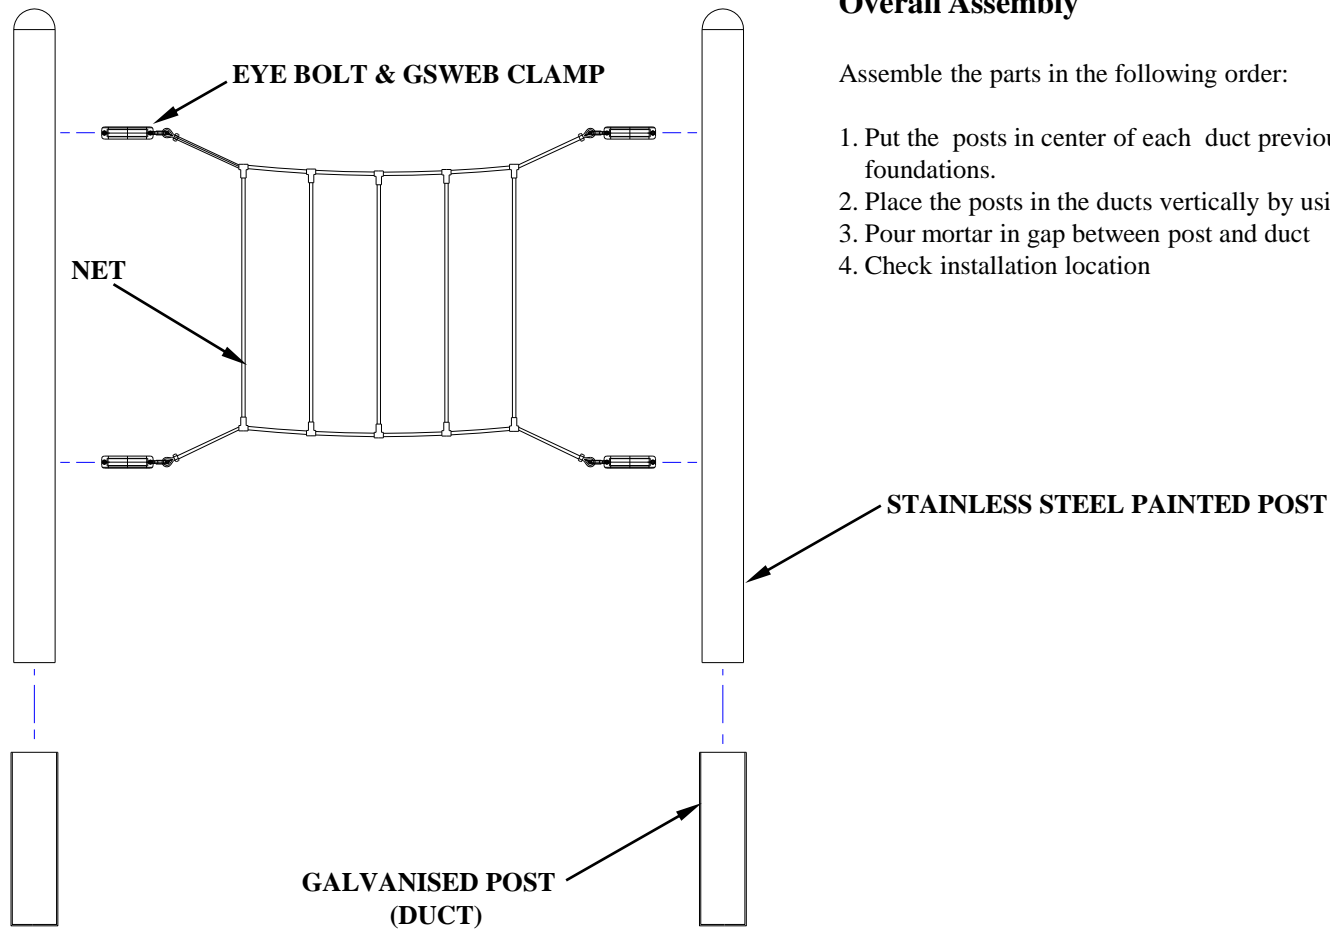 Overall Assembly
EYE BOLT & GSWEB CLAMP
Assemble the parts in the following order:
1. Put the posts in center of each duct
foundations.
2. Place the posts in the ducts vertically by
3. Pour mortar in gap between post and duct
4. Check installation location
NET
STAINLESS STEEL PAINTED POST
GALVANISED POST
(DUCT)